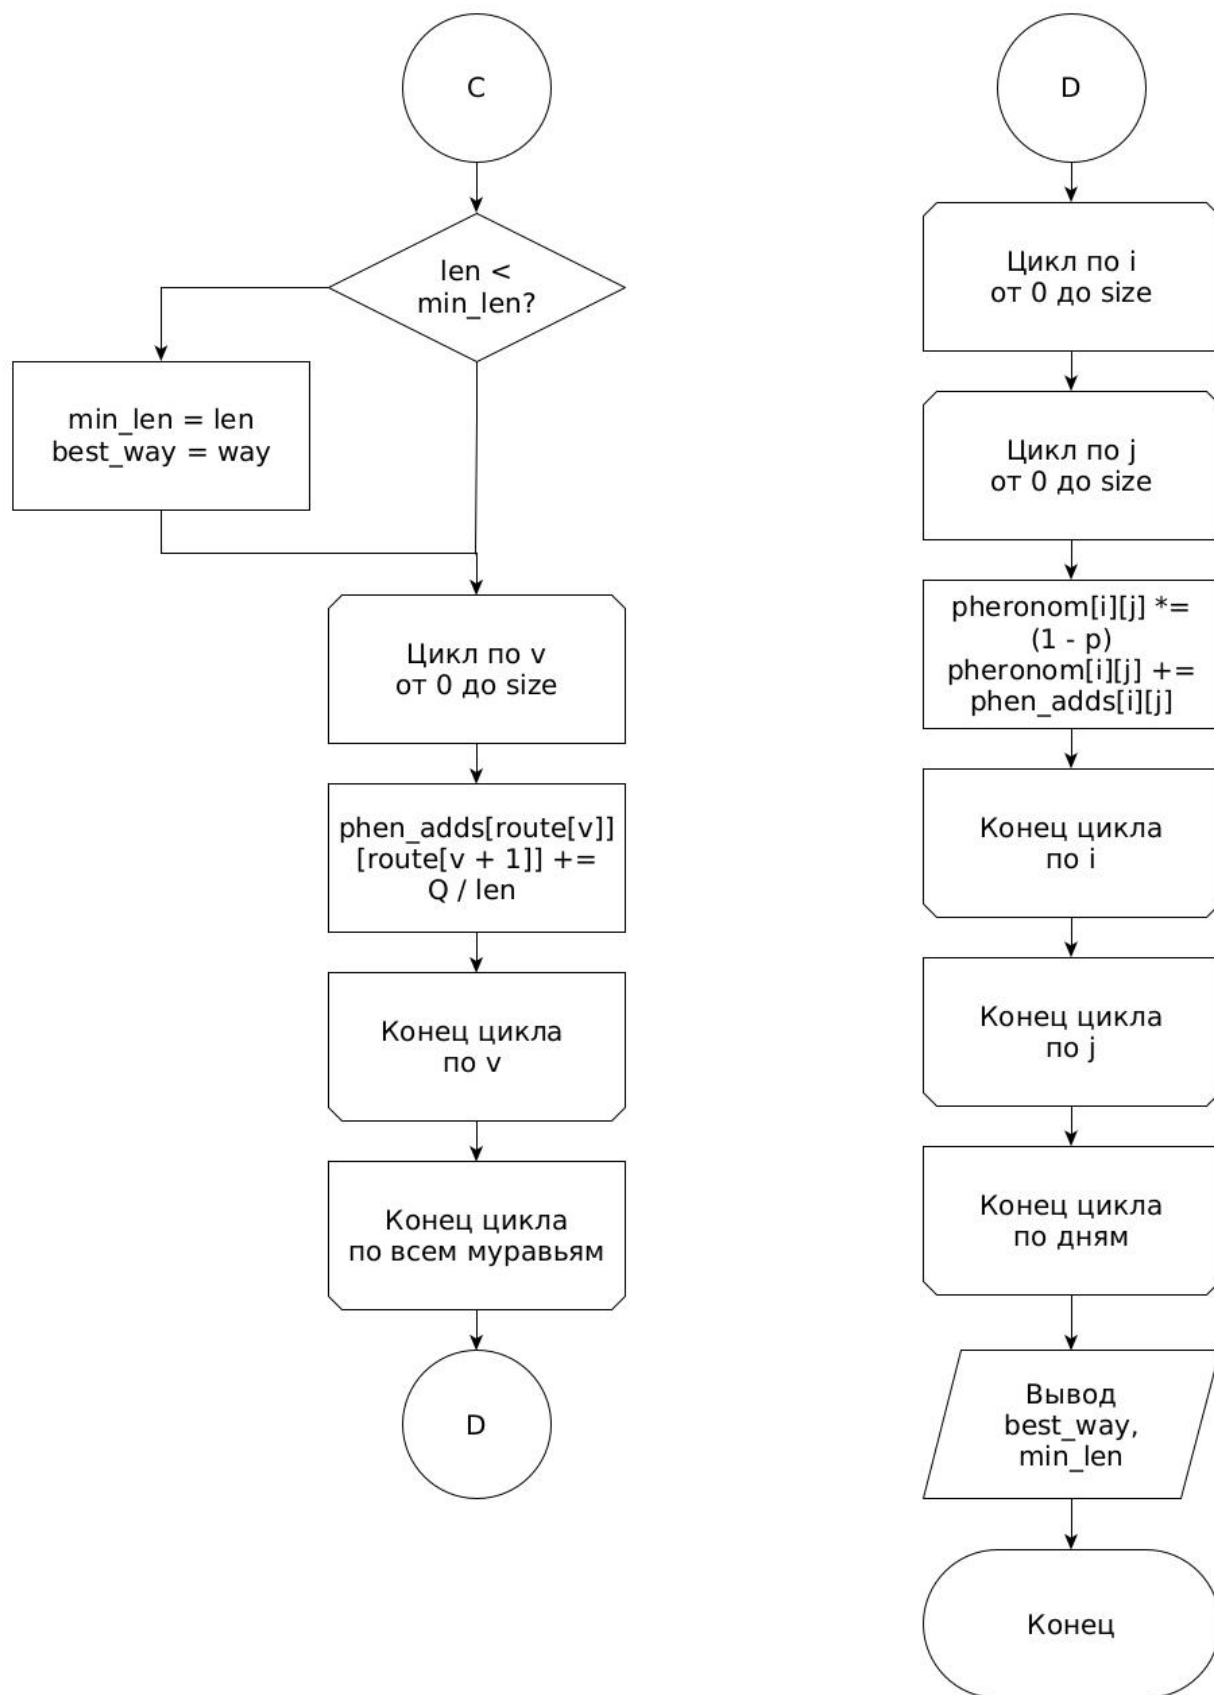 C
len <
min_len?
min_len = len
best_way = way
Цикл по v
от 0 до size
phen_adds[route[v]]
[route[v + 1]] +=
Q / len
Конец цикла
по v
Конец цикла
по всем муравьям
D
D
Цикл по i
от 0 до size
Цикл по j
от 0 до size
pheronom[i][j] *=
(1 - p)
pheronom[i][j] +=
phen_adds[i][j]
Конец цикла
по i
Конец цикла
по j
Конец цикла
по дням
Вывод
best_way,
min_len
Конец